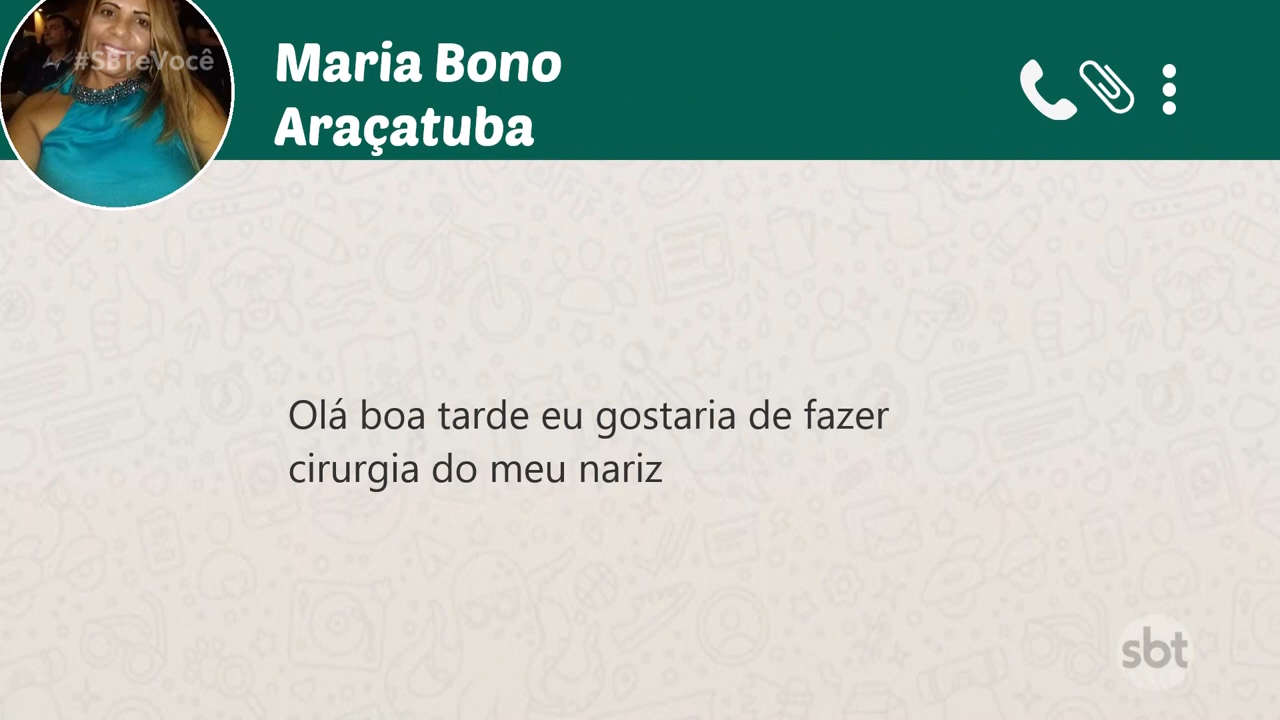 #SBTeVocê
Maria Bono
Araçatuba
Olá boa tarde eu gostaria de fazer
cirurgia do meu nariz
sbt